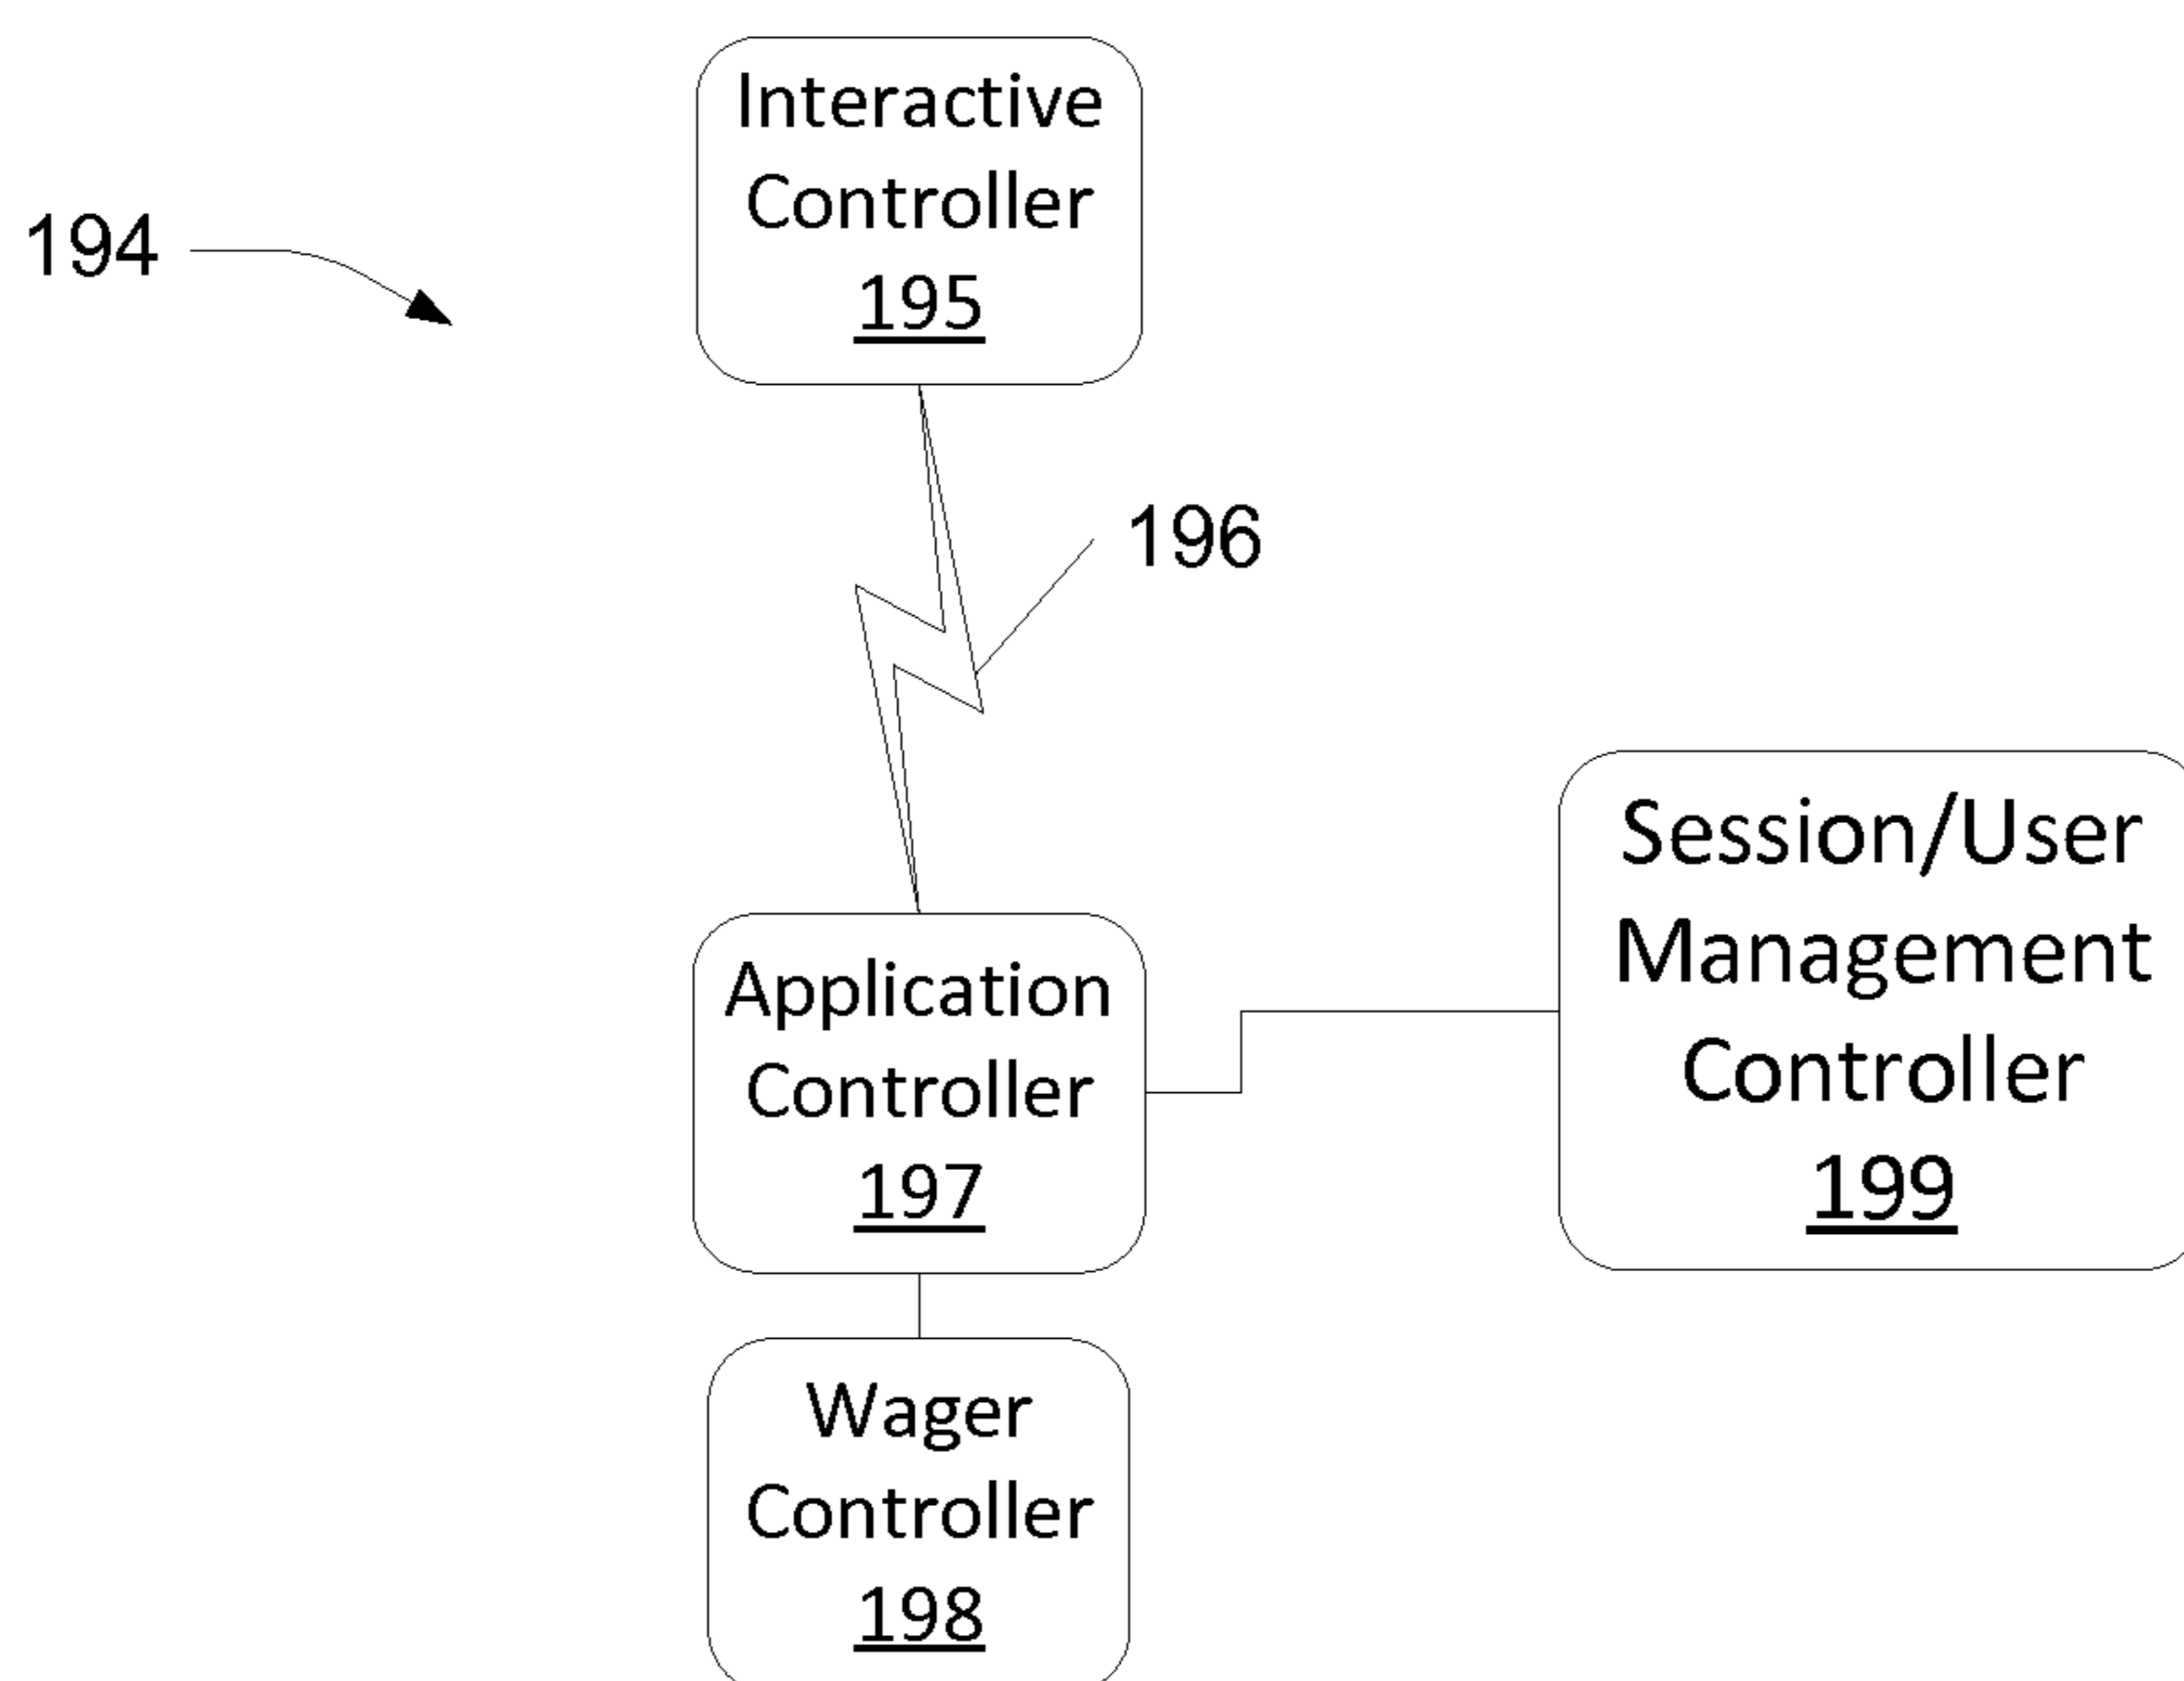 Interactive
Controller
195
194
196
Application
Controller
197
Session/User
Management
Controller
199
Wager
Controller
198